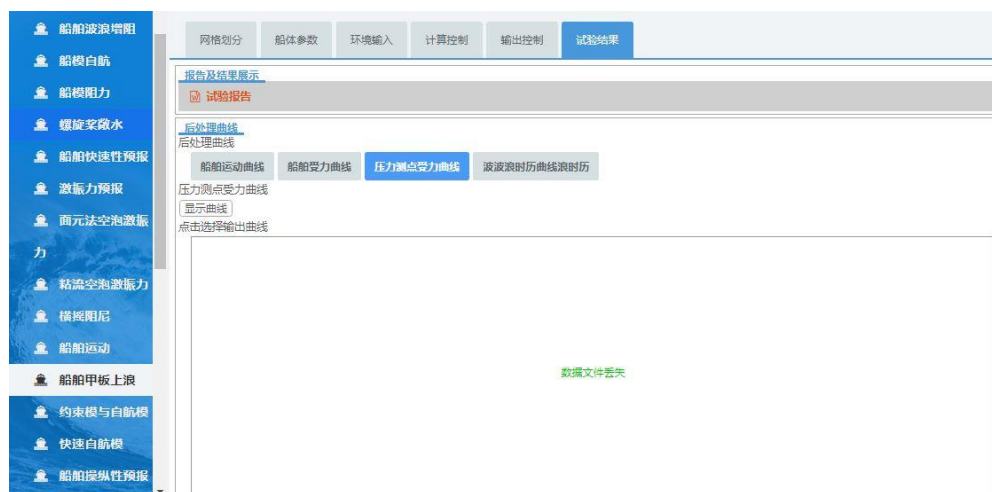 船舶波浪增阻
船模自航
船模阻力
螺旋桨敞水
船舶快速性预报
激振力预报
面元法空泡激振
力
粘流空泡激振力
横摇阻尼
船舶运动
船舶甲板上浪
约束模与自航模
快速自航模
船舶操纵性预报
网格划分 船体参数 环境输入 计算控制 输出控制 试验结果
报告及结果展示
试验报告
后处理曲线
后处理曲线
船舶运动曲线 船舶受力曲线 压力测点受力曲线 波波浪时历曲线浪时历
压力测点受力曲线
显示曲线
点击选择输出曲线
数据文件丢失